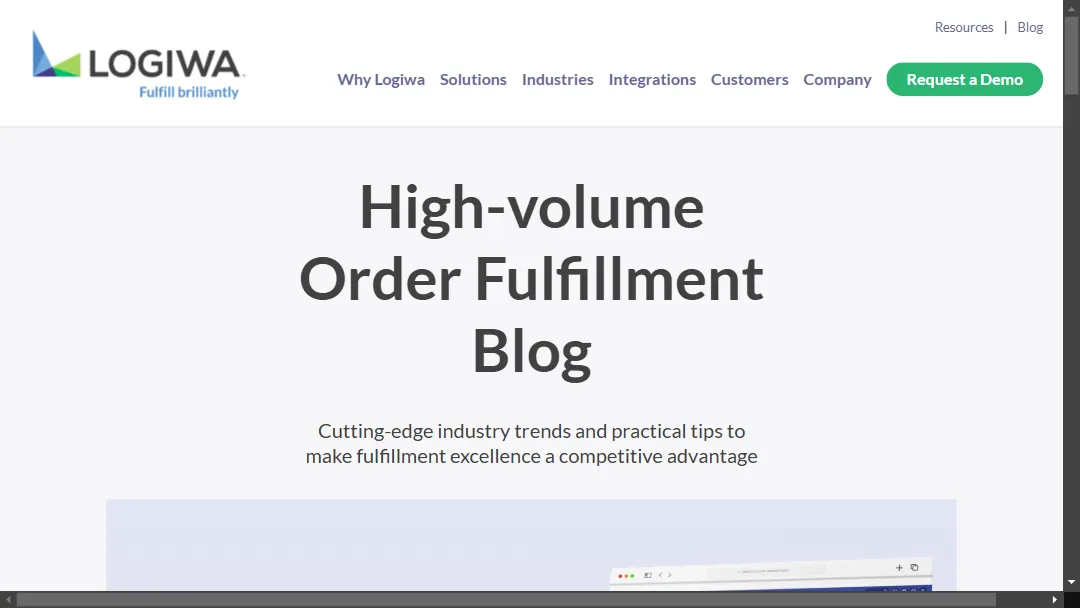 Resources | Blog
LOGIWA
Fulfill brilliantly
Why Logiwa Solutions Industries Integrations Customers Company Request a Demo
High-volume
Order Fulfillment
Blog
Cutting-edge industry trends and practical tips to
make fulfillment excellence a competitive advantage